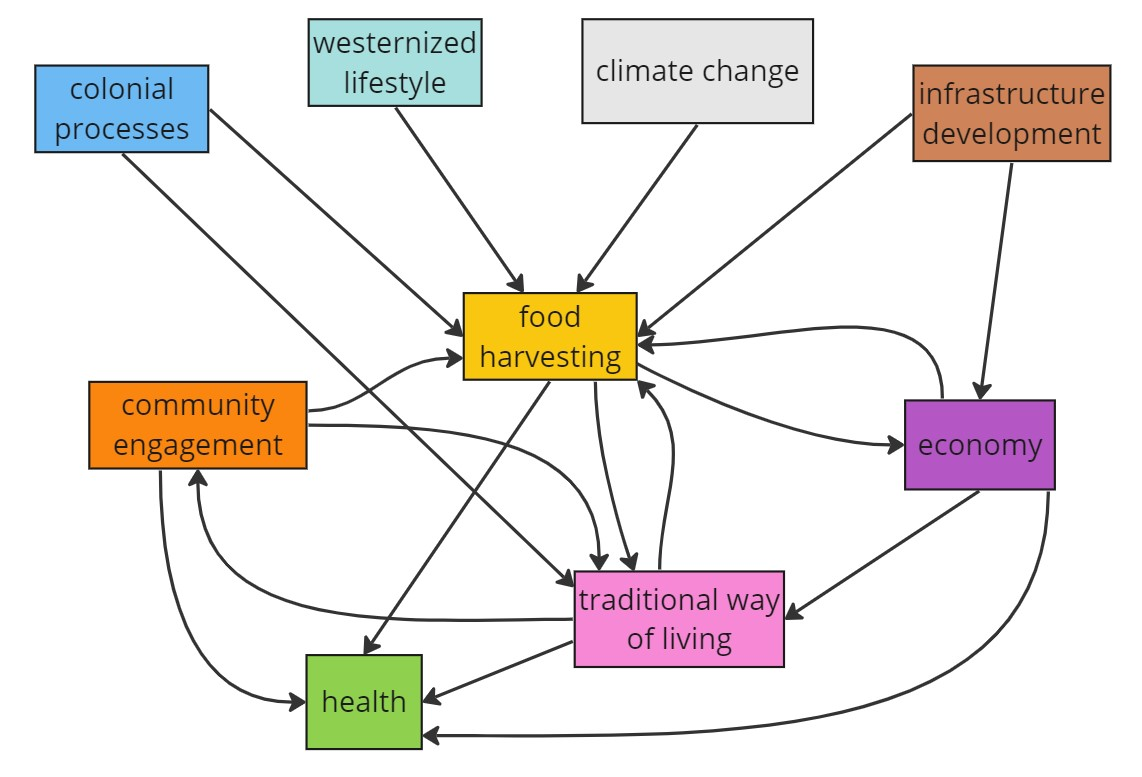 westernized
lifestyle
climate change
colonial
processes
infrastructure
development
food
harvesting
community
engagement
economy
traditional way
of living
health